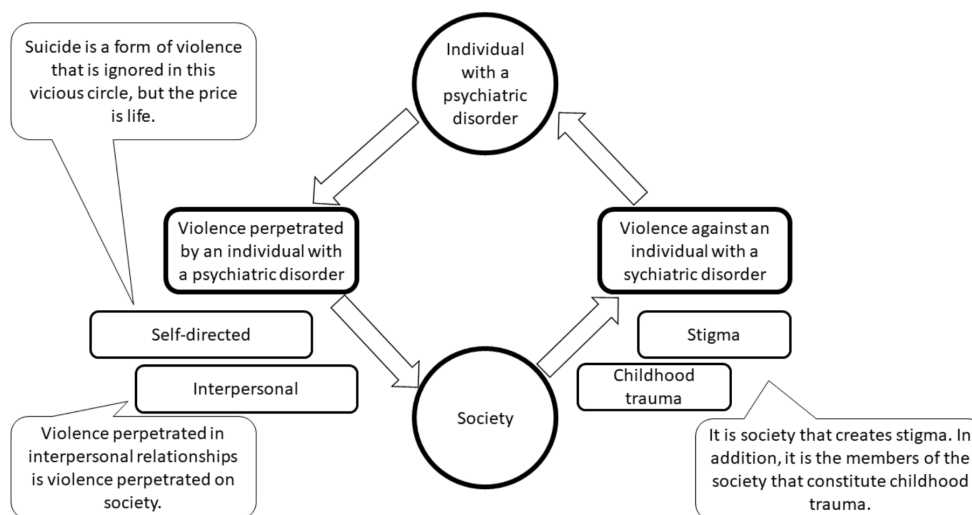 Suicide is a form of violence
that is ignored in this
vicious circle, but the price
is life.
Individual
with a
psychiatric
disorder
Violence perpetrated
by an individual with
a psychiatric disorder
Violence against an
individual with a
sychiatric disorder
Self-directed
Interpersonal
Stigma
Childhood
trauma
Society
Violence perpetrated in
interpersonal relationships
is violence perpetrated on
society.
It is society that creates stigma. In
addition, it is the members of the
society that constitute childhood
trauma.